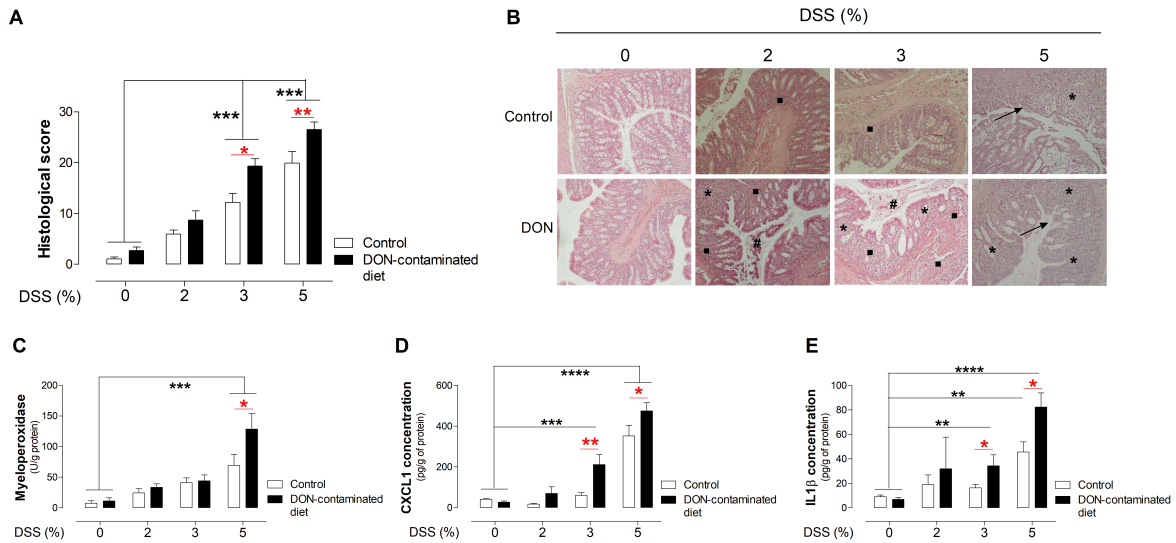 A
Histological score
30
20
10
0
***
***
**
*
Control
DON-contaminated
diet
DSS (%)
0 2 3 5
B
DSS (%)
0 2 3 5
Control
■ ■ *
DON
* ■ # # ■
# * ■ * ■ ■
* * *
C
Myeloperoxidase
(U/g protein)
200
150
100
50
0
***
*
Control
DON-contaminated
diet
DSS (%)
0 2 3 5
D
CXCL1 concentration
(pg/g of protein)
600
400
200
0
****
*
***
**
Control
DON-contaminated
diet
DSS (%)
0 2 3 5
E
IL1β concentration
(pg/g of protein)
100
80
60
40
20
0
****
*
**
**
*
Control
DON-contaminated
diet
DSS (%)
0 2 3 5